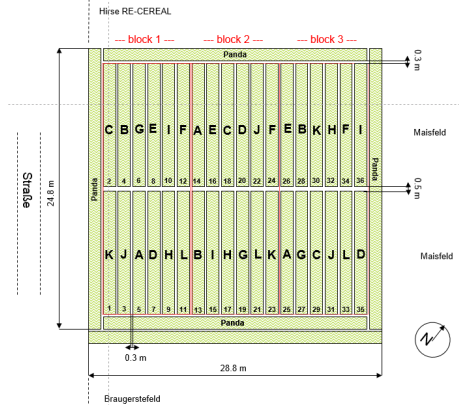 Hirse RE-CEREAL
--- block 1 --- --- block 2 --- block 3 ---
Panda
0.3 m
C B G E I F A E C D J F E B K H F I
Maisfeld
2 4 6 8 10 12 14 16 18 20 22 24 26 28 30 32 34 36
Straße
24.8 m
Panda
Panda
0.5 m
K J A D H L B I H G L K A G C J L D
Maisfeld
1 3 5 7 9 11 13 15 17 19 21 23 25 27 29 31 33 35
Panda
N
0.3 m
28.8 m
Braugerstefeld